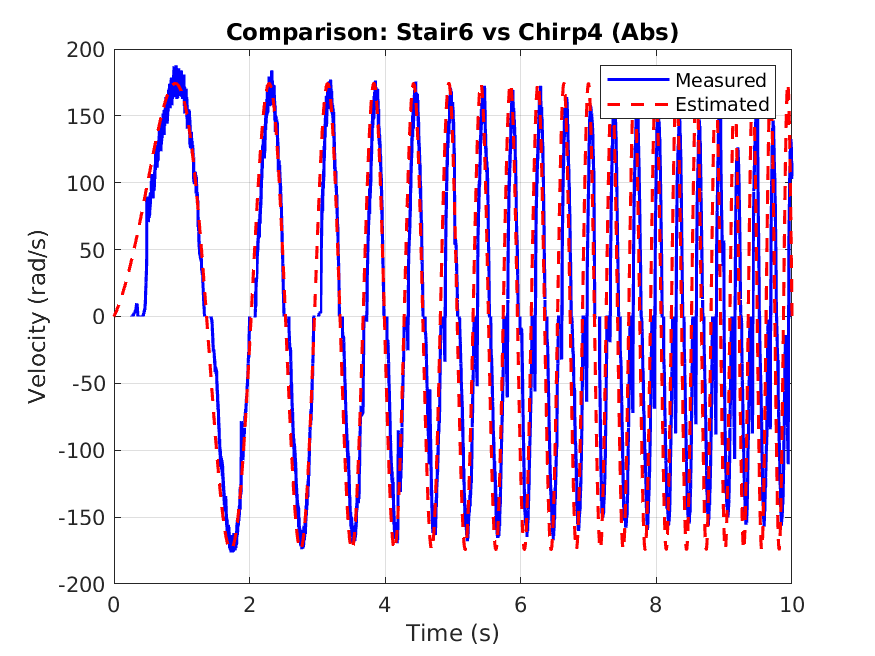 Comparison: Stair6 vs Chirp4 (Abs)
200
150
100
50
0
-50
-100
-150
-200
Velocity (rad/s)
Measured
Estimated
0 2 4 6 8 10
Time (s)